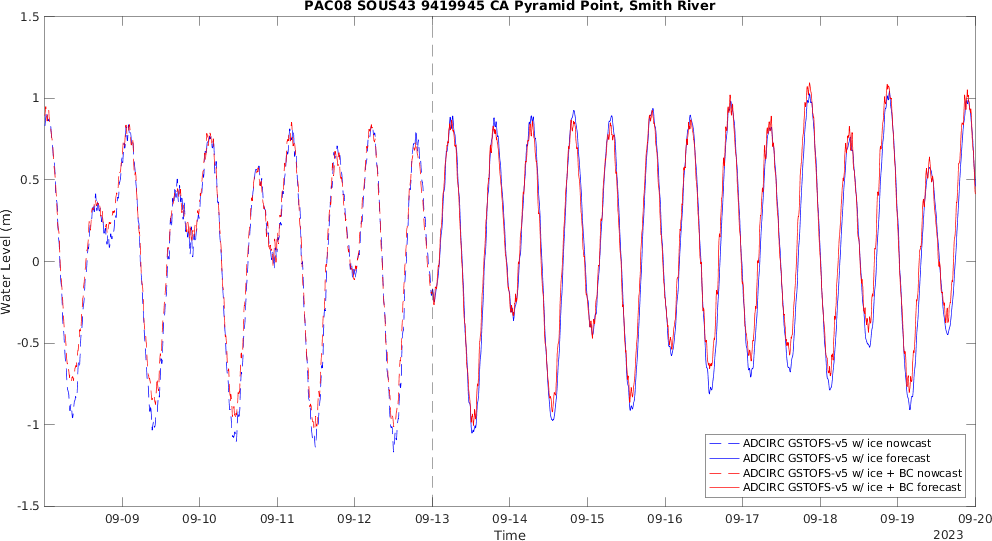 PAC08 SOUS43 9419945 CA Pyramid Point, Smith River
1.5
1
0.5
0
-0.5
-1
-1.5
Water Level (m)
ADCIRC GSTOFS-v5 w/ ice nowcast
ADCIRC GSTOFS-v5 w/ ice forecast
ADCIRC GSTOFS-v5 w/ ice + BC nowcast
ADCIRC GSTOFS-v5 w/ ice + BC forecast
09-09 09-10 09-11 09-12 09-13 09-14 09-15 09-16 09-17 09-18 09-19 09-20
Time
2023